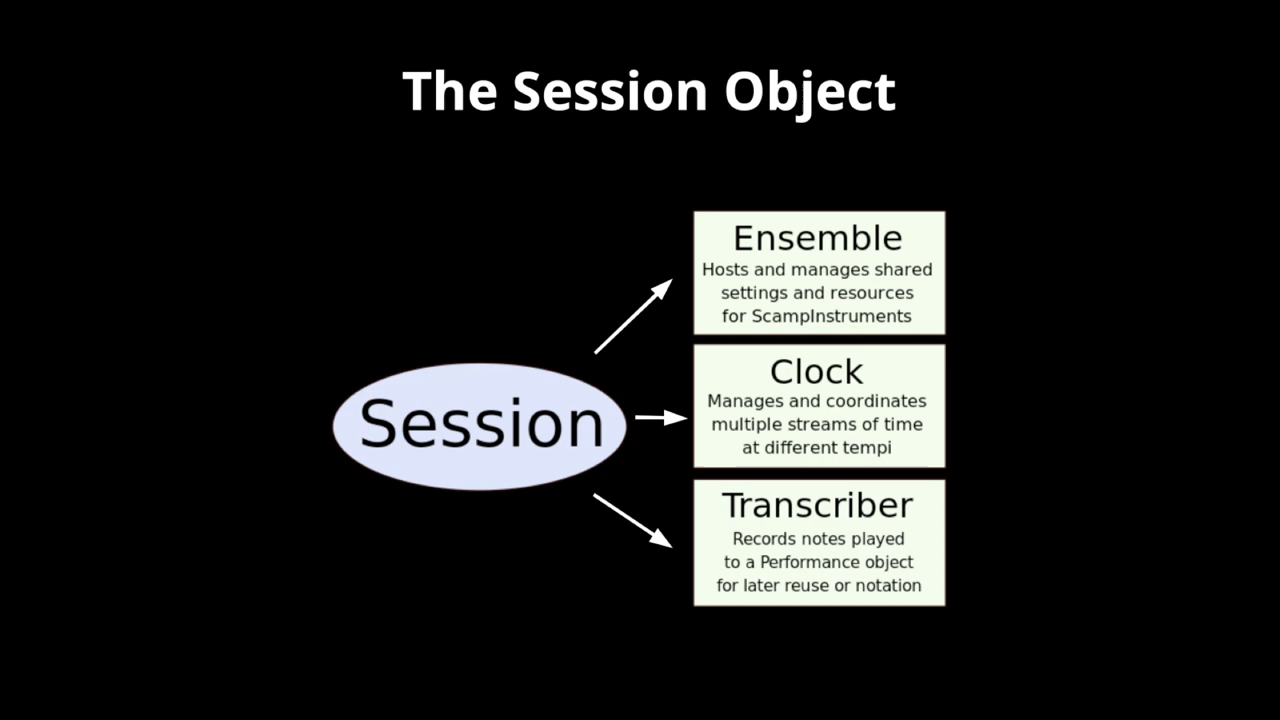 The Session Object
Session
Ensemble
Hosts and manages shared
settings and resources
for ScampInstruments
Clock
Manages and coordinates
multiple streams of time
at different tempi
Transcriber
Records notes played
to a Performance object
for later reuse or notation